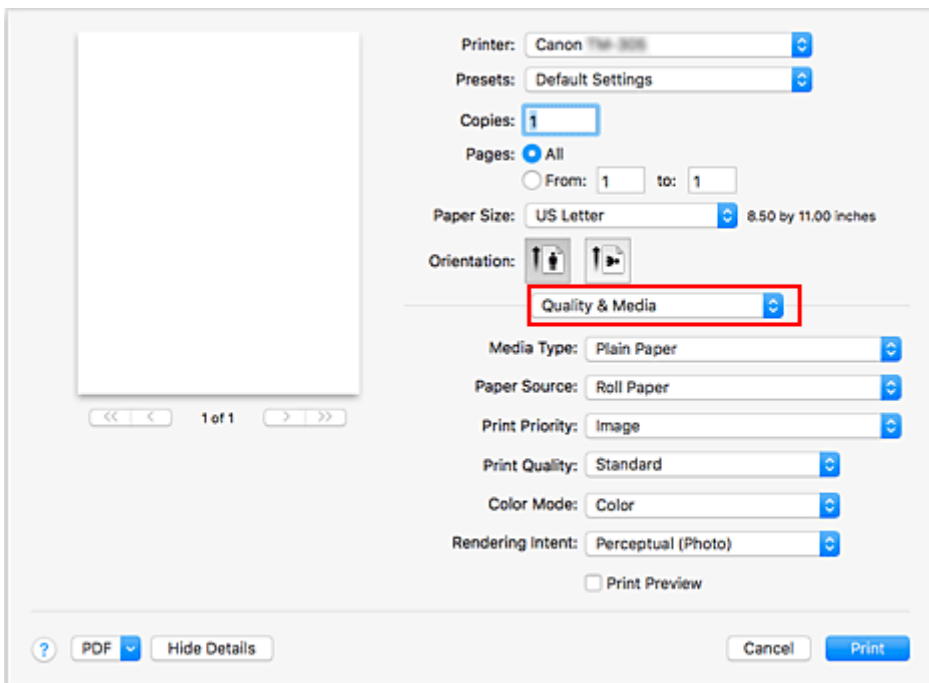 Printer: Canon
Presets: Default Settings
Copies: 1
Pages: All
From: 1 to: 1
Paper Size: US Letter 8.50 by 11.00 inches
Orientation:
Quality & Media
Media Type: Plain Paper
Paper Source: Roll Paper
1 of 1
Print Priority: Image
Print Quality: Standard
Color Mode: Color
Rendering Intent: Perceptual (Photo)
Print Preview
? PDF Hide Details Cancel Print